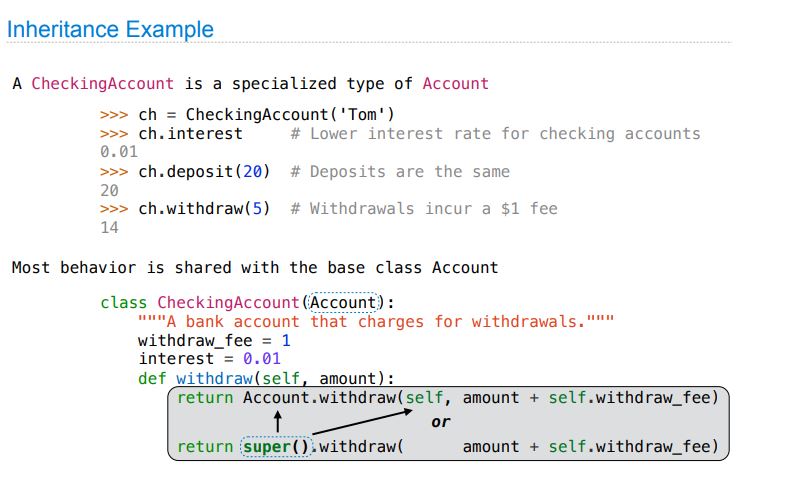 Inheritance Example
A CheckingAccount is a specialized type of Account
>>> ch = CheckingAccount('Tom')
>>> ch.interest     # Lower interest rate for checking accounts
0.01
>>> ch.deposit(20)  # Deposits are the same
20
>>> ch.withdraw(5)  # Withdrawals incur a $1 fee
14
Most behavior is shared with the base class Account
class CheckingAccount(Account):
    """A bank account that charges for withdrawals."""
    withdraw_fee = 1
    interest = 0.01
    def withdraw(self, amount):
        return Account.withdraw(self, amount + self.withdraw_fee)
or
        return super().withdraw(      amount + self.withdraw_fee)